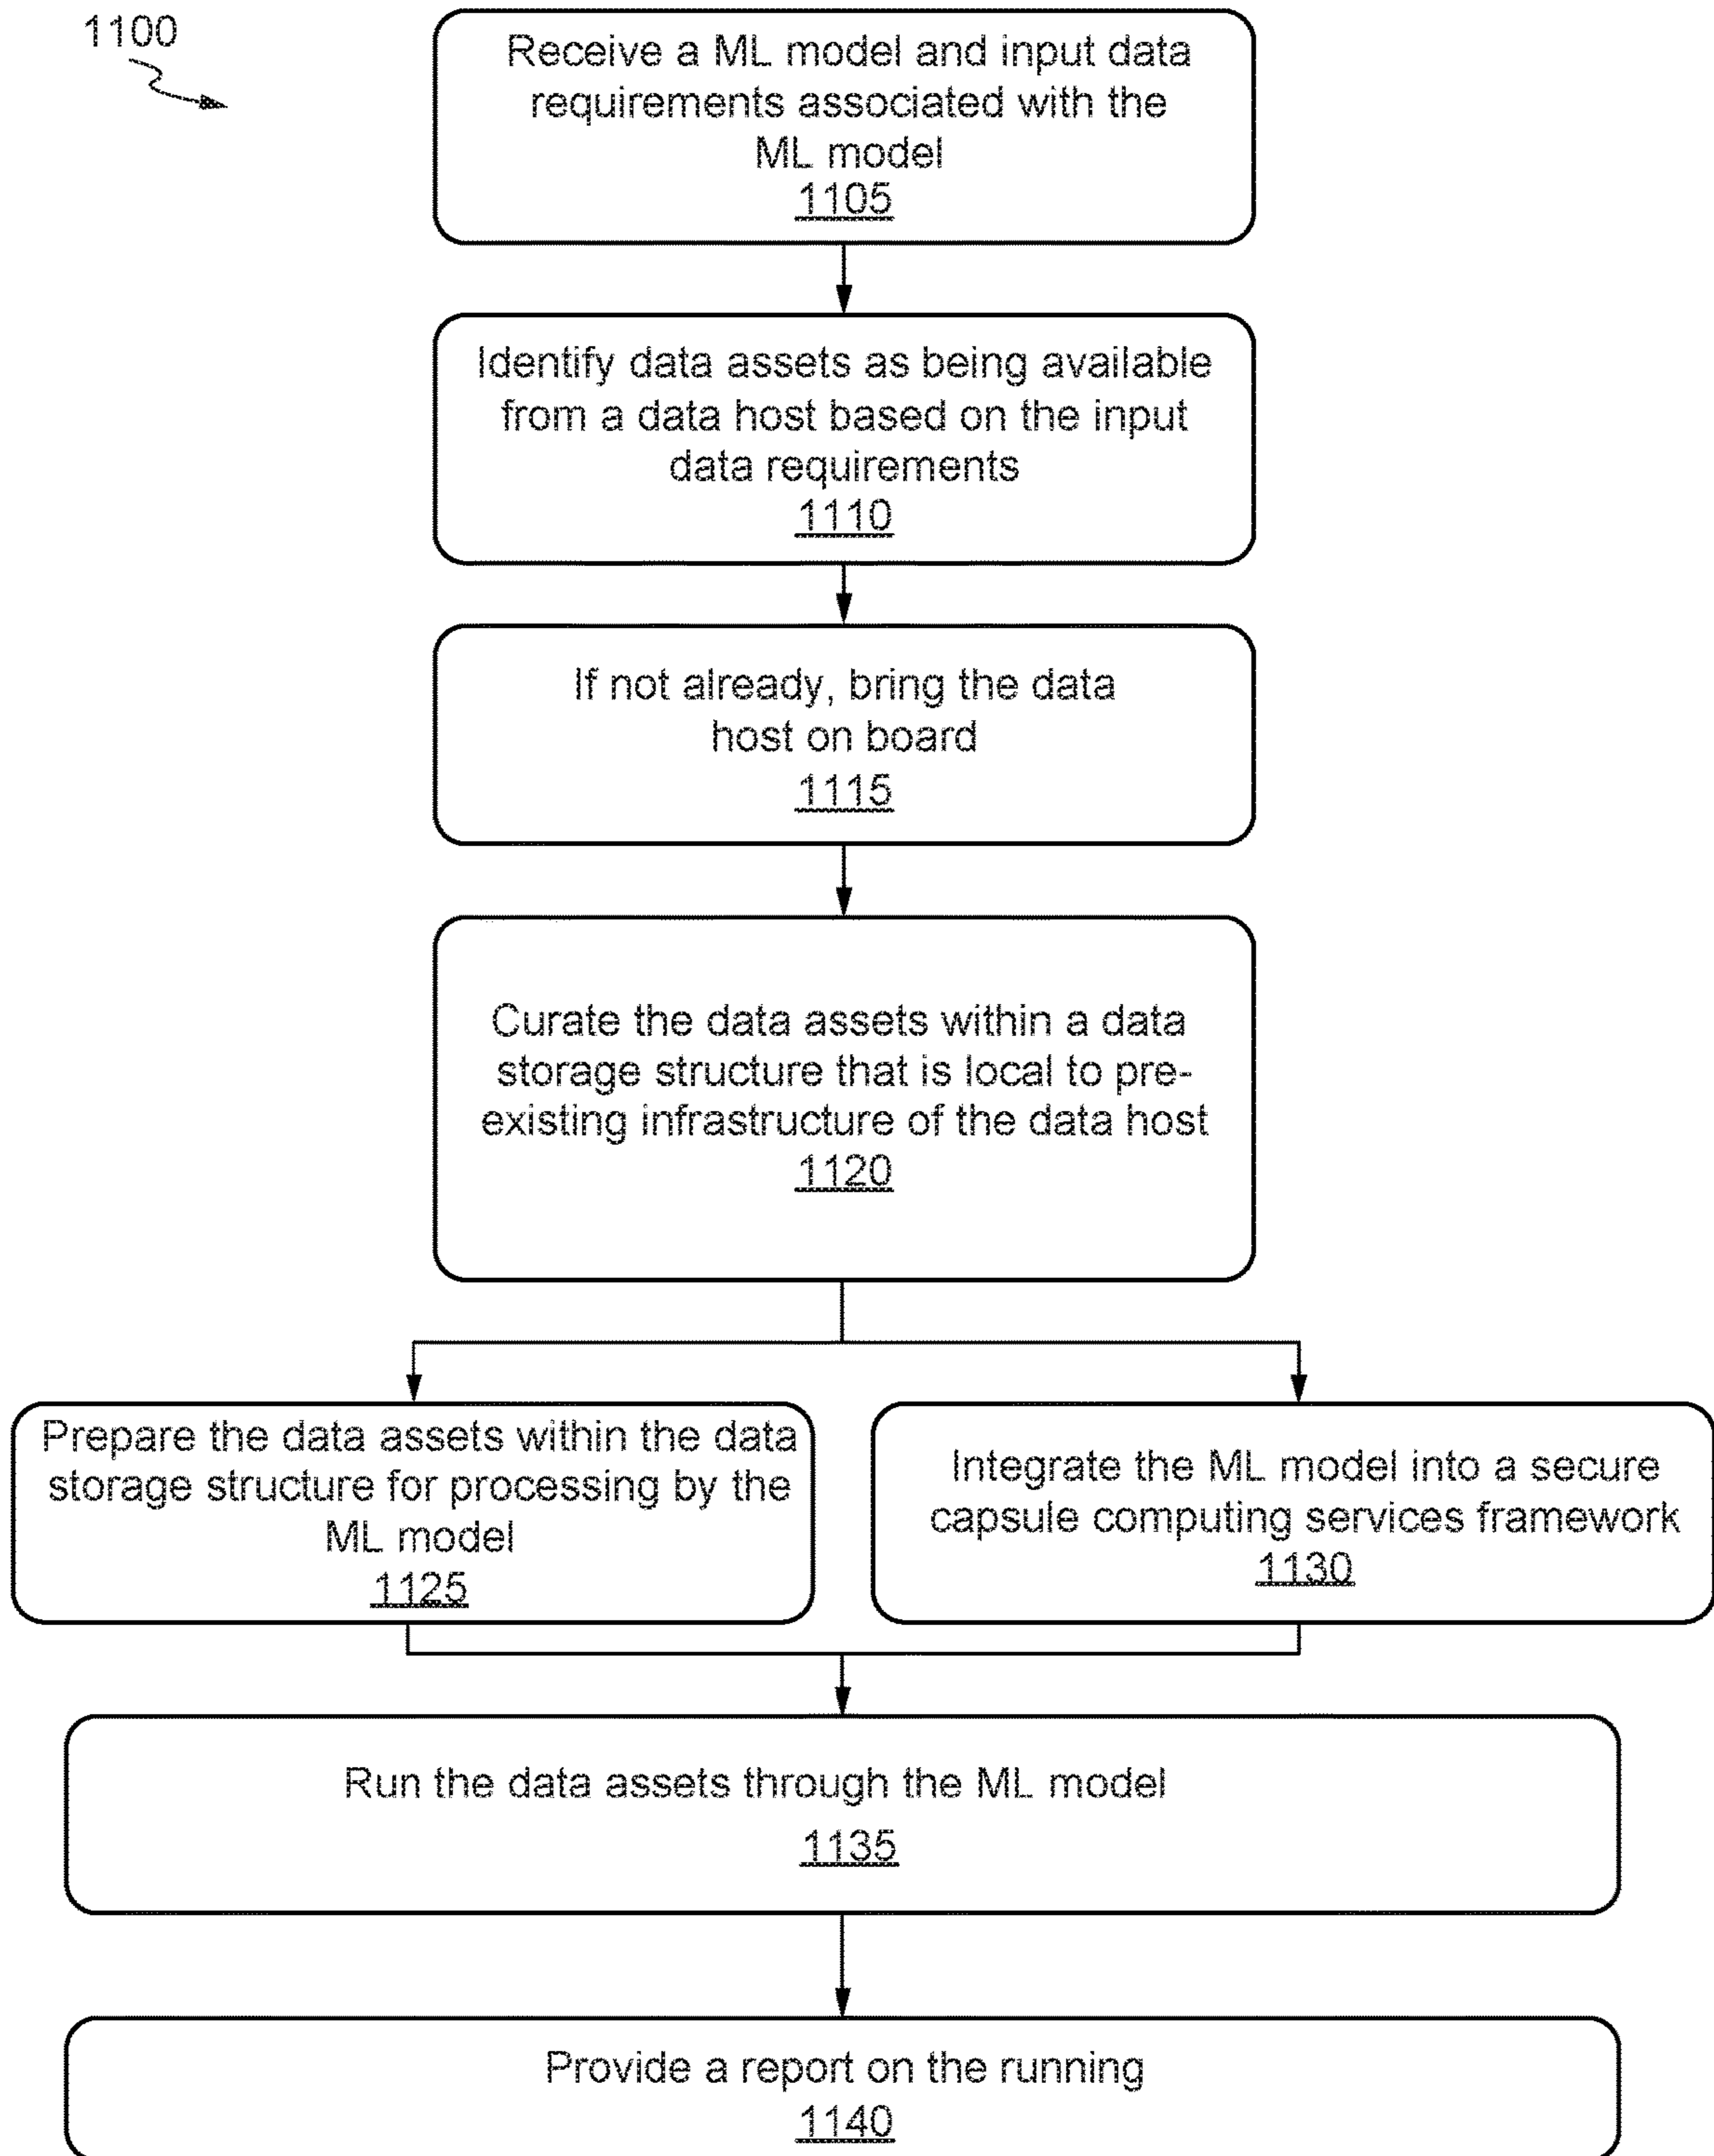 1100
Receive a ML model and input data
requirements associated with the
ML model
1105
Identify data assets as being available
from a data host based on the input
data requirements
1110
If not already, bring the data
host on board
1115
Curate the data assets within a data
storage structure that is local to pre-
existing infrastructure of the data host
1120
Prepare the data assets within the data
storage structure for processing by the
ML model
1125
Integrate the ML model into a secure
capsule computing services framework
1130
Run the data assets through the ML model
1135
Provide a report on the running
1140